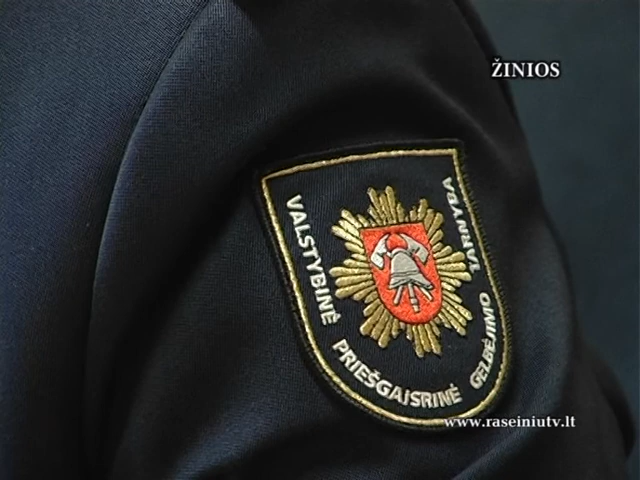 ŽINIOS
VALSTYBINĖ PRIEŠGAISRINĖ GELBĖJIMO TARNYBA
www.raseiniutv.lt